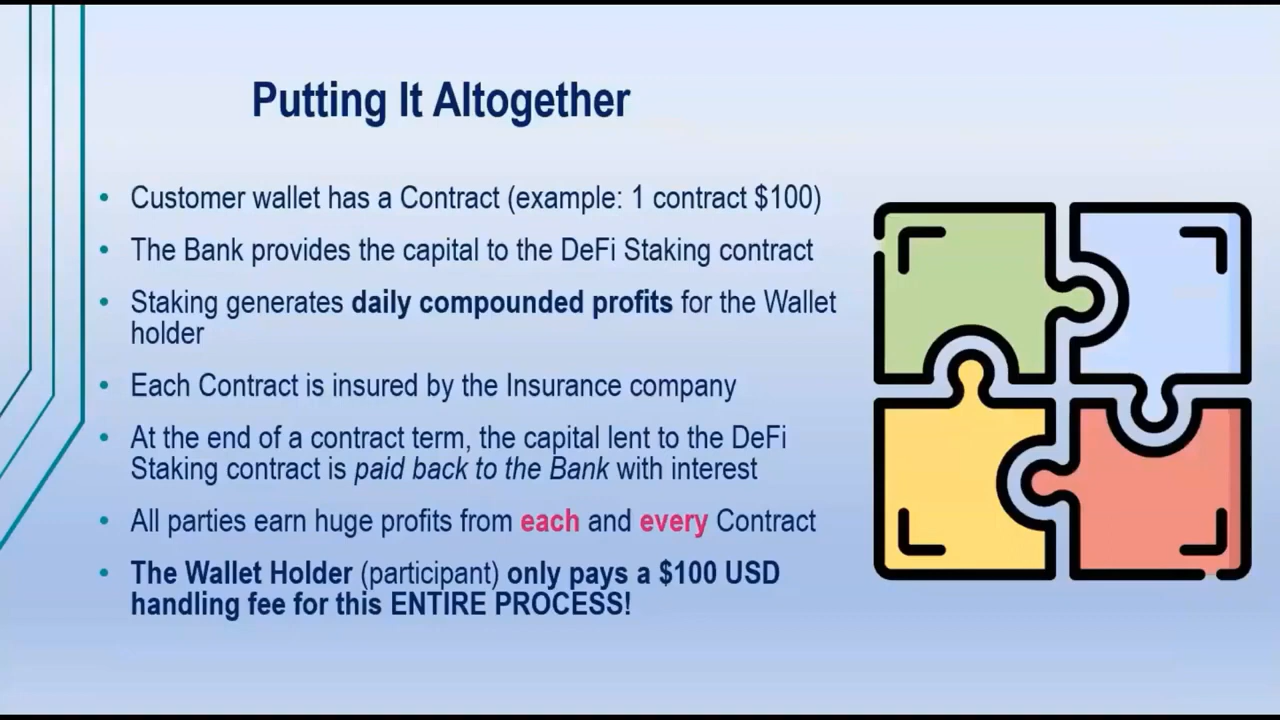 Putting It Altogether
• Customer wallet has a Contract (example: 1 contract $100)
• The Bank provides the capital to the DeFi Staking contract
• Staking generates daily compounded profits for the Wallet
holder
• Each Contract is insured by the Insurance company
• At the end of a contract term, the capital lent to the DeFi
Staking contract is paid back to the Bank with interest
• All parties earn huge profits from each and every Contract
• The Wallet Holder (participant) only pays a $100 USD
handling fee for this ENTIRE PROCESS!